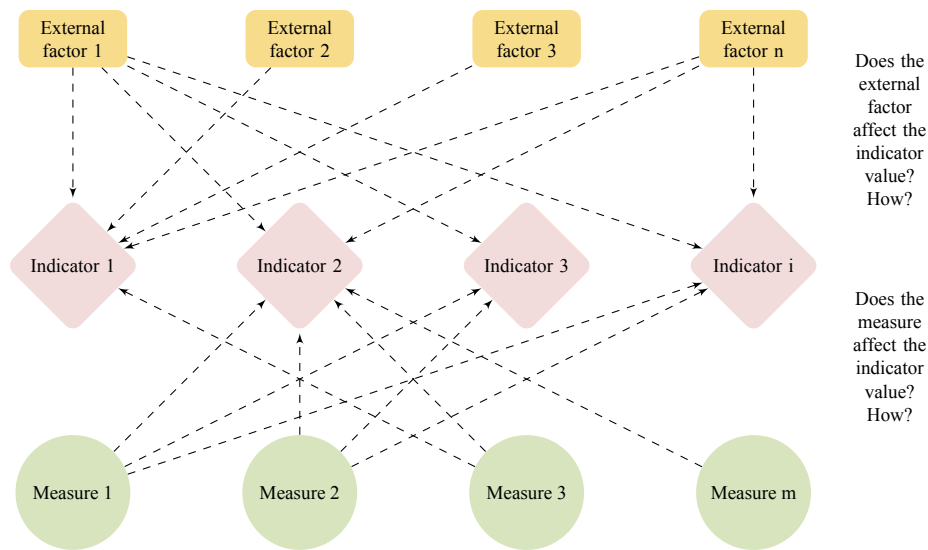 External
factor 1
External
factor 2
External
factor 3
External
factor n
Does the
external
factor
affect the
indicator
value?
How?
Indicator 1
Indicator 2
Indicator 3
Indicator i
Does the
measure
affect the
indicator
value?
How?
Measure 1
Measure 2
Measure 3
Measure m